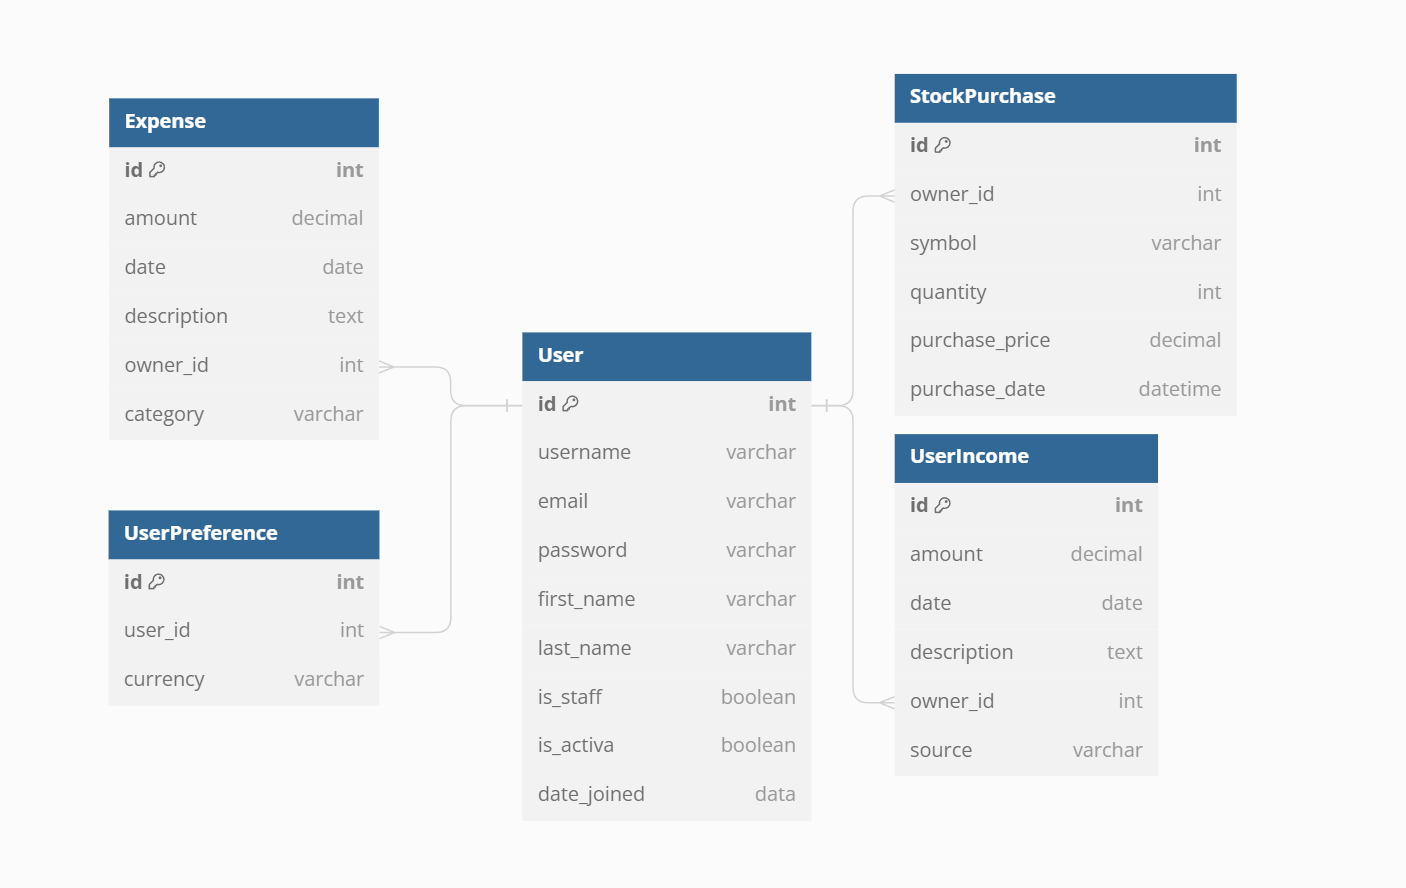 Expense
id int
amount decimal
date date
description text
owner_id int
category varchar
UserPreference
id int
user_id int
currency varchar
User
id int
username varchar
email varchar
password varchar
first_name varchar
last_name varchar
is_staff boolean
is_activa boolean
date_joined data
StockPurchase
id int
owner_id int
symbol varchar
quantity int
purchase_price decimal
purchase_date datetime
UserIncome
id int
amount decimal
date date
description text
owner_id int
source varchar